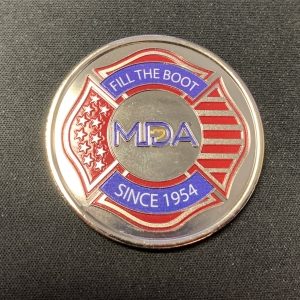 FILL THE BOOT
MDA
SINCE 1954